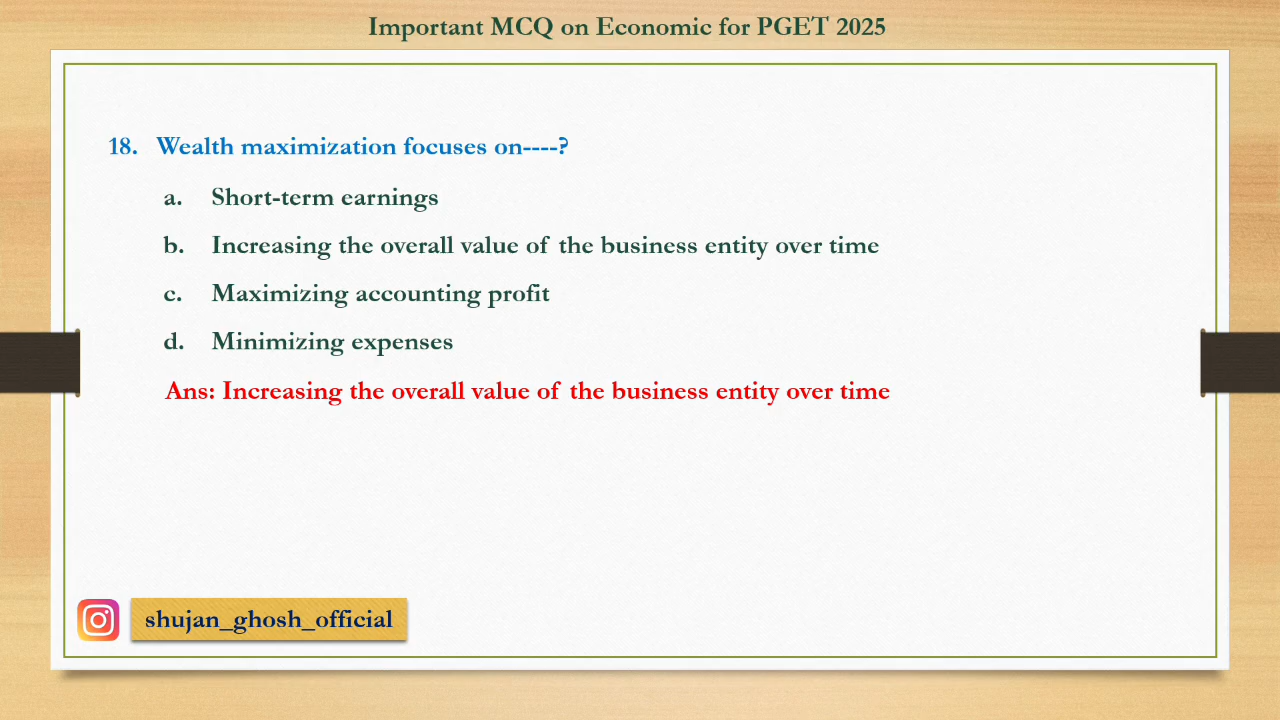 Important MCQ on Economic for PGET 2025
18. Wealth maximization focuses on----?
a. Short-term earnings
b. Increasing the overall value of the business entity over time
c. Maximizing accounting profit
d. Minimizing expenses
Ans: Increasing the overall value of the business entity over time
shujan_ghosh_official